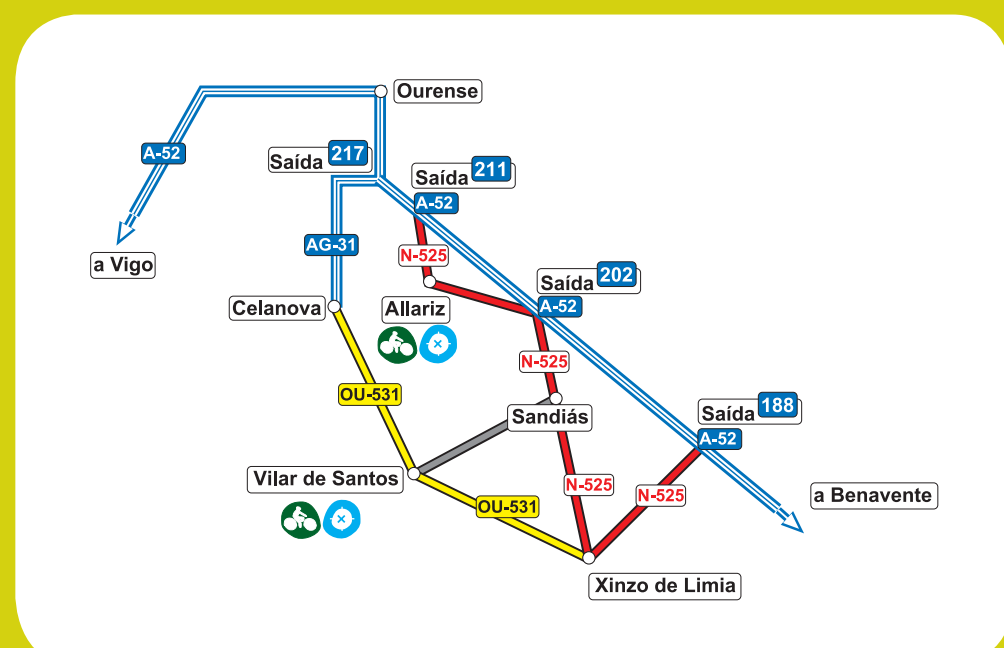 Ourense
A-52
Saída 217
Saída 211
A-52
AG-31
N-525
a Vigo
Saída 202
Celanova
Allariz
A-52
N-525
OU-531
Sandiás
Saída 188
A-52
Vilar de Santos
N-525
N-525
a Benavente
OU-531
Xinzo de Limia